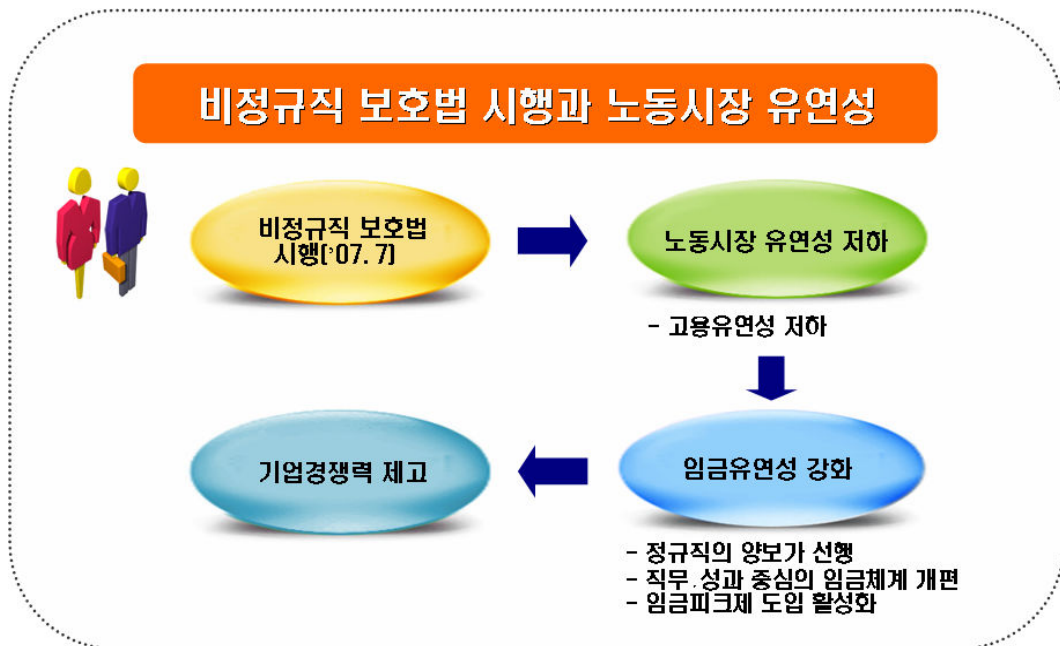 비정규직 보호법 시행과 노동시장 유연성
비정규직 보호법
시행('07. 7)
노동시장 유연성 저하
- 고용유연성 저하
임금유연성 강화
- 정규직의 양보가 선행
- 직무.성과 중심의 임금체계 개편
- 임금피크제 도입 활성화
기업경쟁력 제고